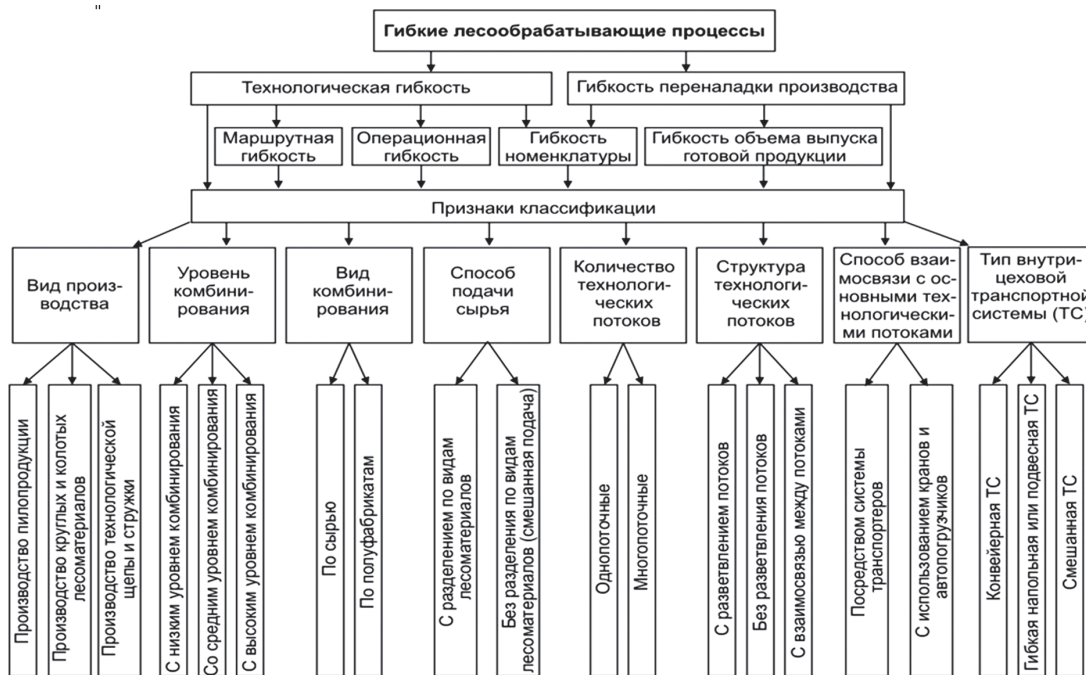 "
Гибкие лесообрабатывающие процессы
Технологическая гибкость
Гибкость переналадки производства
Маршрутная
гибкость
Операционная
гибкость
Гибкость
номенклатуры
Гибкость объема выпуска
готовой продукции
Признаки классификации
Вид произ-
водства
Уровень
комбини-
рования
Вид
комбини-
рования
Способ
подачи
сырья
Количество
технологи-
ческих
потоков
Структура
технологи-
ческих
потоков
Способ взаи-
мосвязи с ос-
новными тех-
нологически-
ми потоками
Тип внутри-
цеховой
транспортной
системы (ТС)
Производство пилопродукции
Производство круглых и колотых
лесоматериалов
Производство технологической
щепы и стружки
С низким уровнем комбинирования
Со средним уровнем комбинирования
С высоким уровнем комбинирования
По сырью
По полуфабрикатам
С разделением по видам
лесоматериалов
Без разделения по видам
лесоматериалов (смешанная подача)
Однопоточные
Многопоточные
С разветвлением потоков
Без разветвления потоков
С взаимосвязью между потоками
Посредством системы
транспортеров
С использованием кранов и
автопогрузчиков
Конвейерная ТС
Гибкая напольная или подвесная ТС
Смешанная ТС